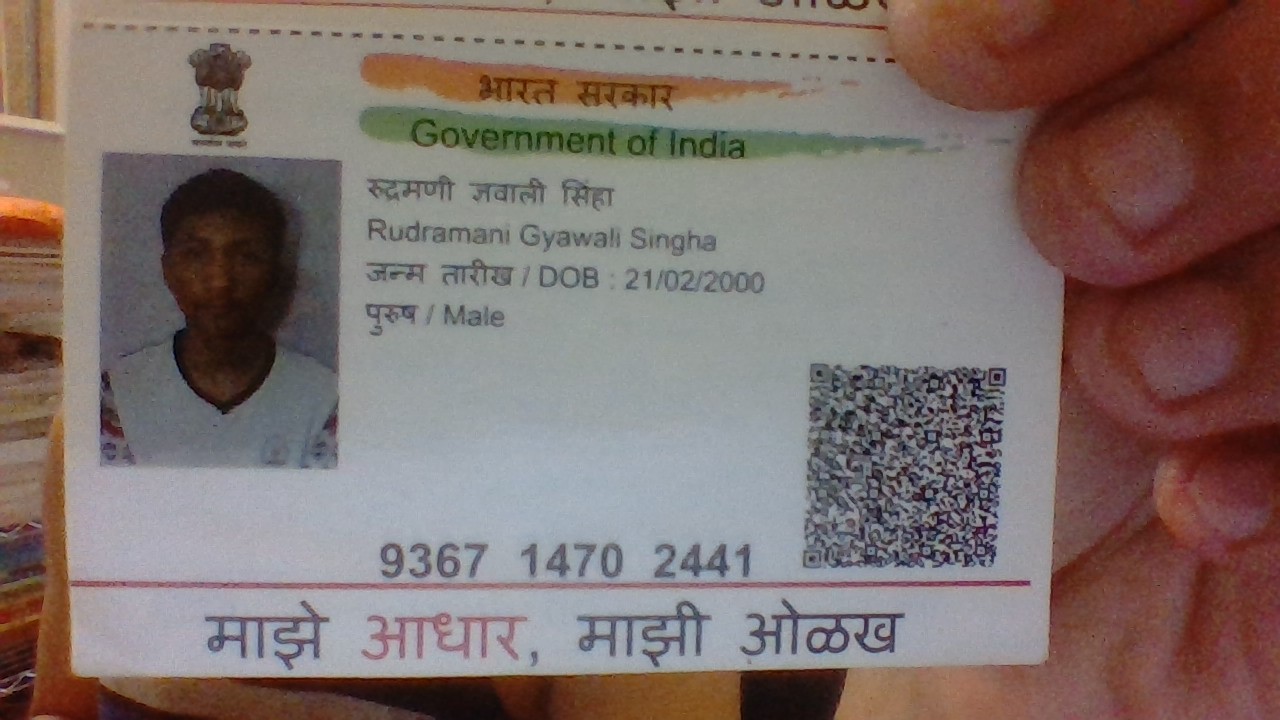 भारत सरकार
Government of India
रुद्रमणी ज्ञवाली सिंहा
Rudramani Gyawali Singha
जन्म तारीख / DOB : 21/02/2000
पुरुष / Male
9367 1470 2441
माझे आधार, माझी ओळख